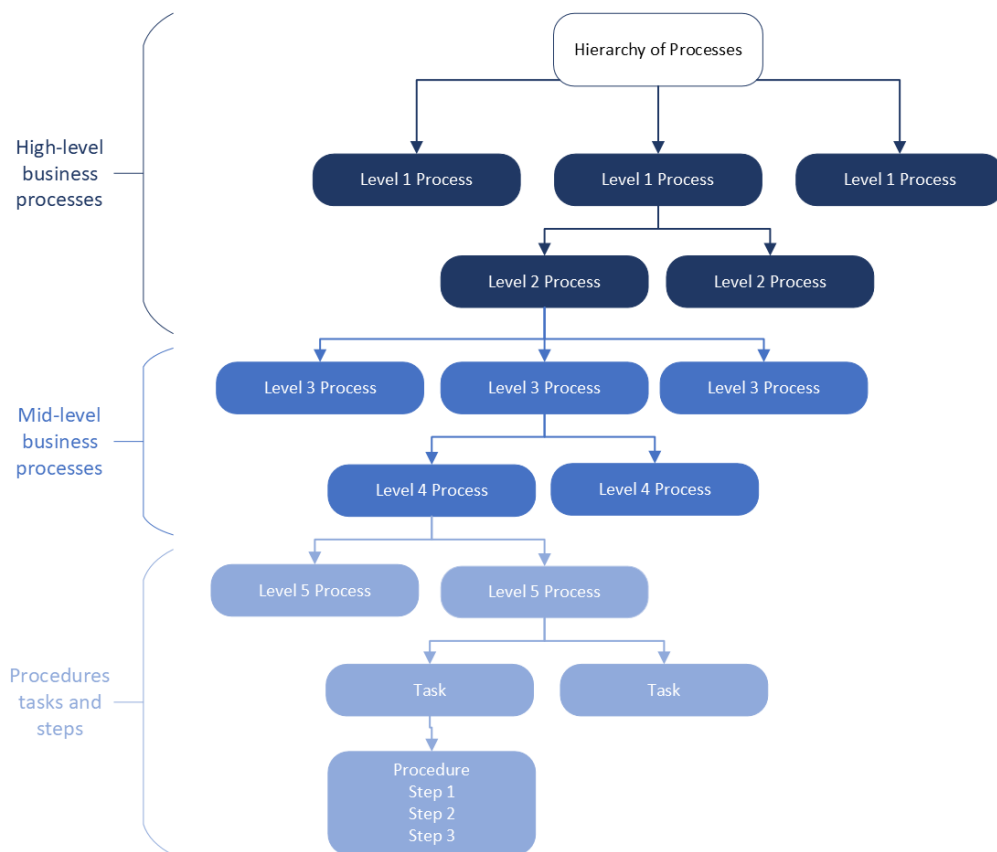 Hierarchy of Processes
High-level
business
processes
Level 1 Process
Level 1 Process
Level 1 Process
Level 2 Process
Level 2 Process
Mid-level
business
processes
Level 3 Process
Level 3 Process
Level 3 Process
Level 4 Process
Level 4 Process
Procedures
tasks and
steps
Level 5 Process
Level 5 Process
Task
Task
Procedure
Step 1
Step 2
Step 3